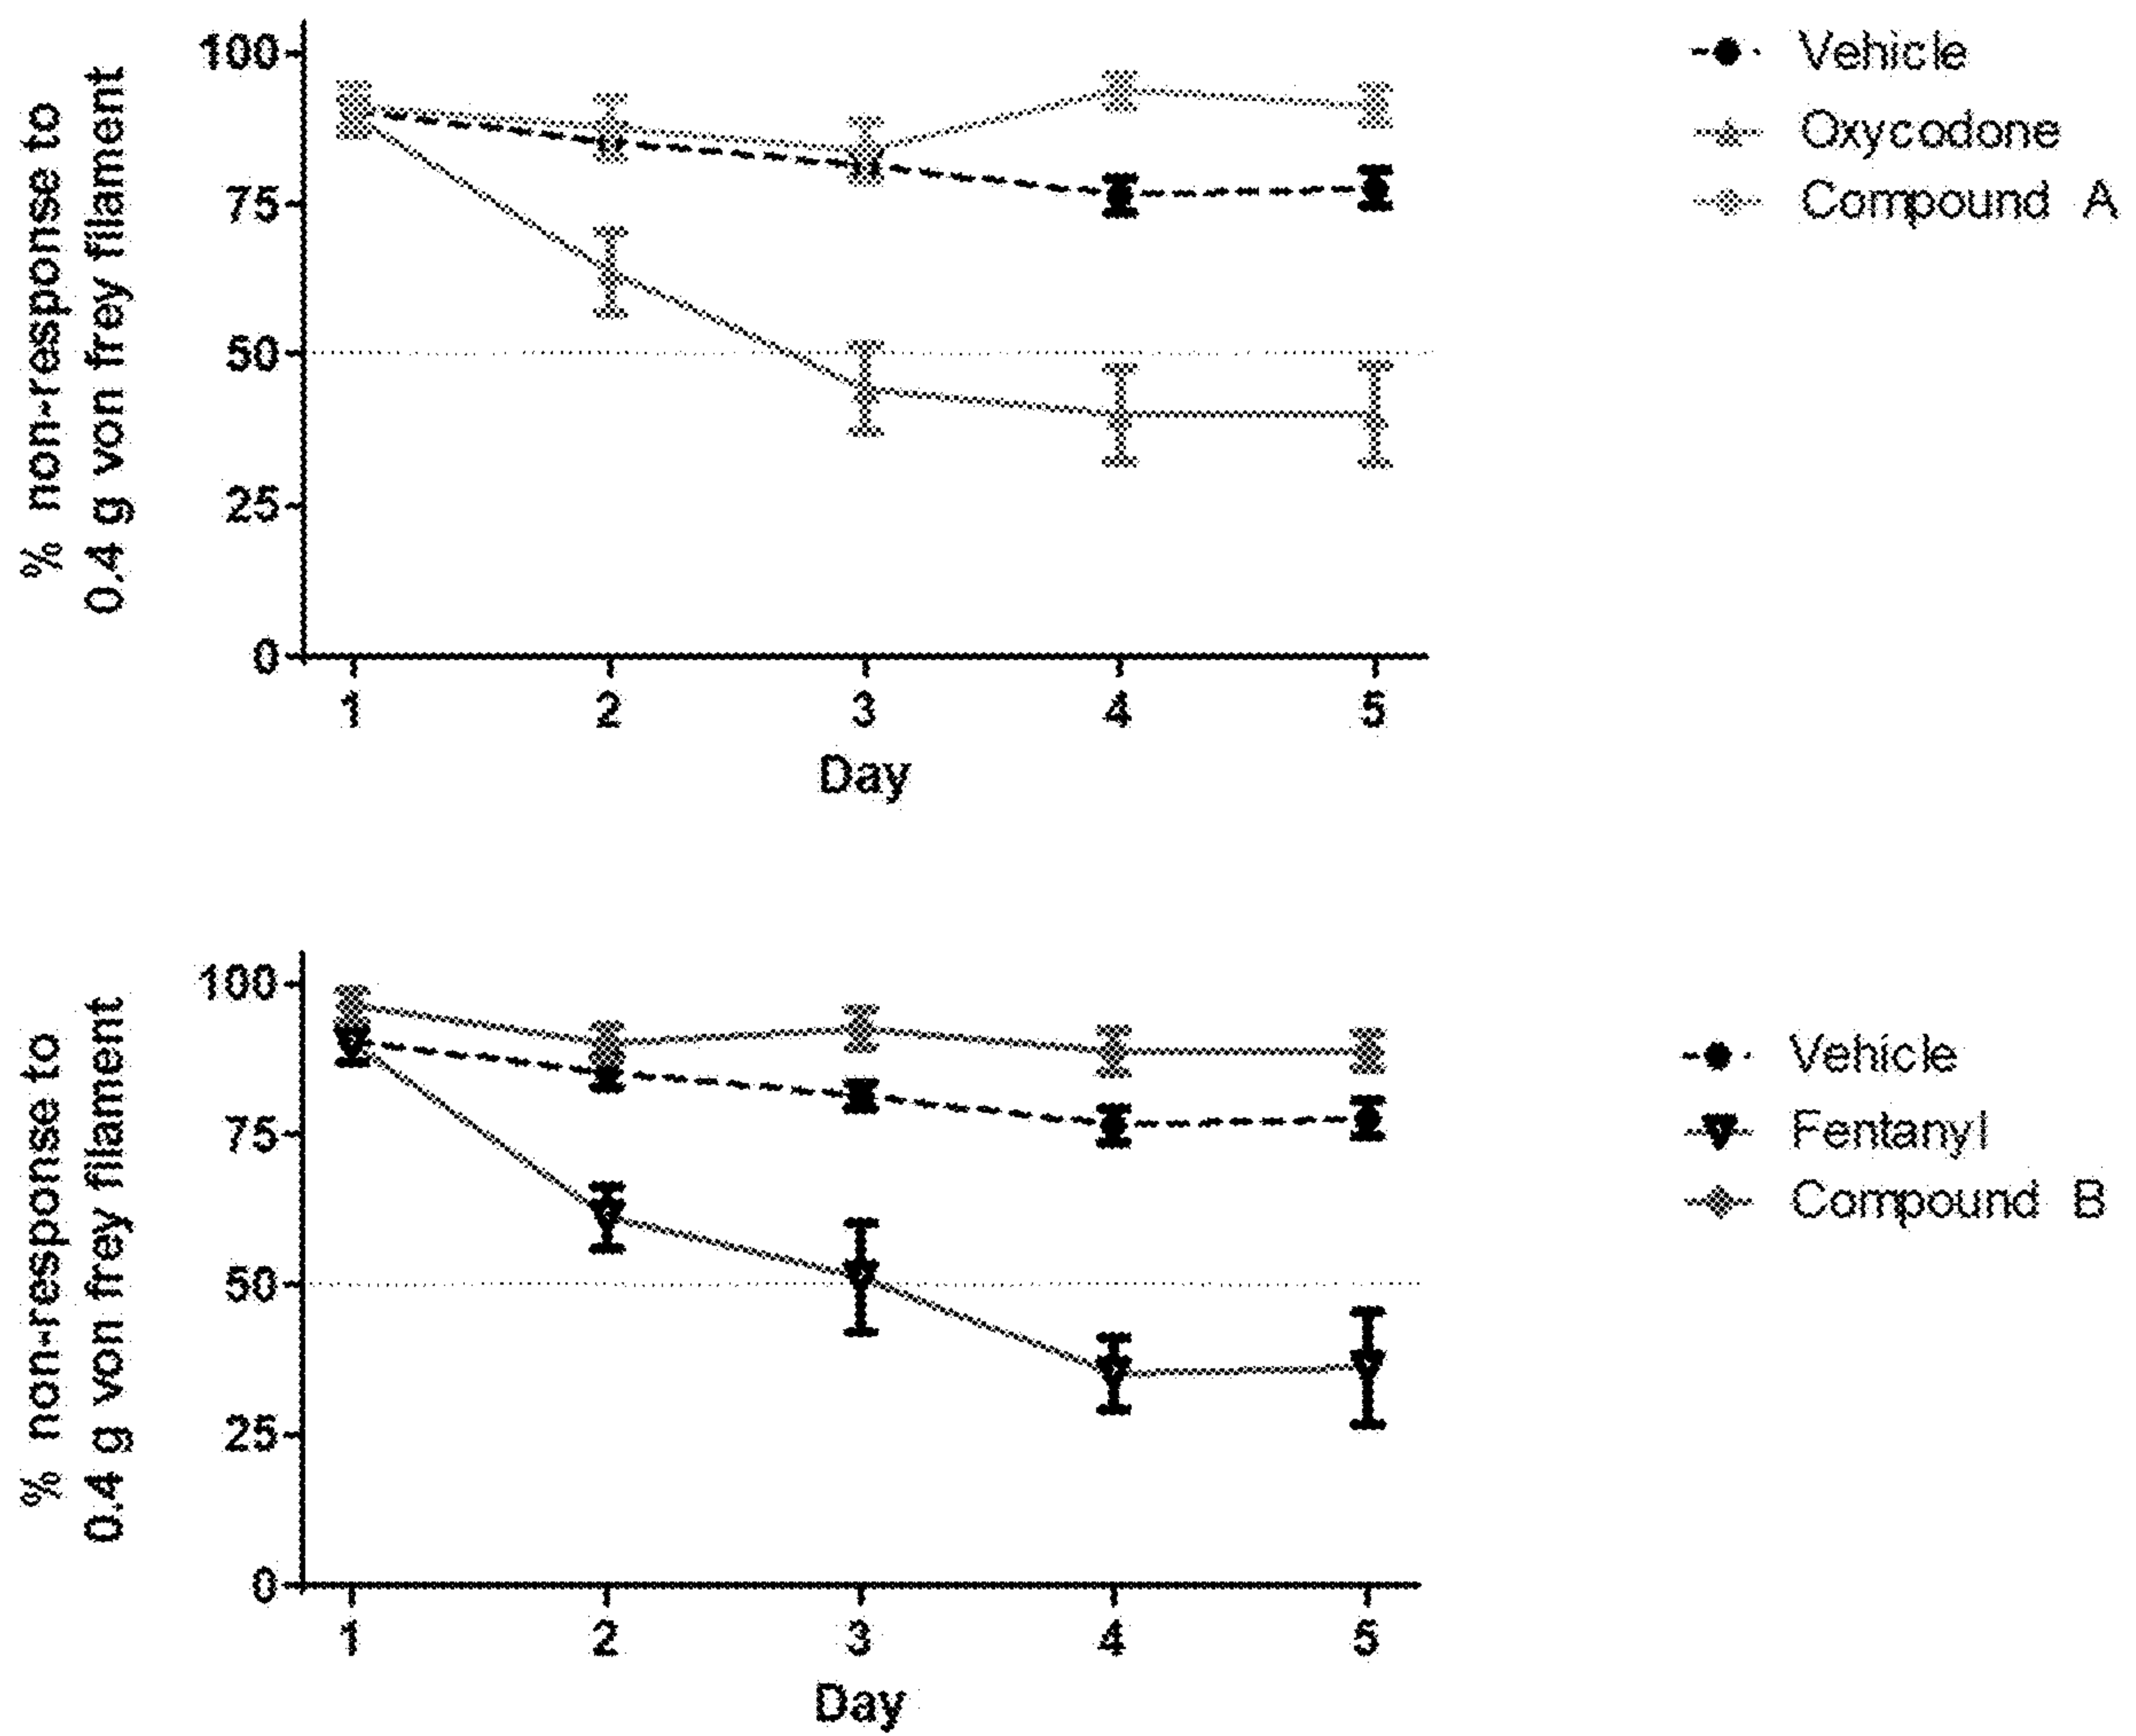 % non-response to
0.4 g von frey filament
100
75
50
25
0
1 2 3 4 5
Day
Vehicle
Oxycodone
Compound A
% non-response to
0.4 g von frey filament
100
75
50
25
0
1 2 3 4 5
Day
Vehicle
Fentanyl
Compound B